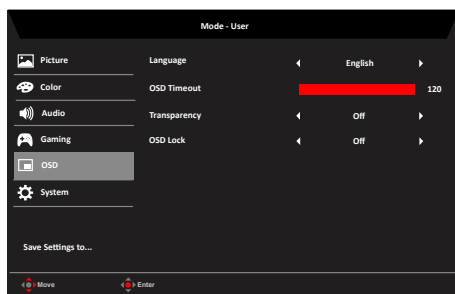 Mode - User
Picture
Language English
Color
OSD Timeout 120
Audio
Transparency Off
Gaming
OSD Lock Off
OSD
System
Save Settings to...
Move Enter